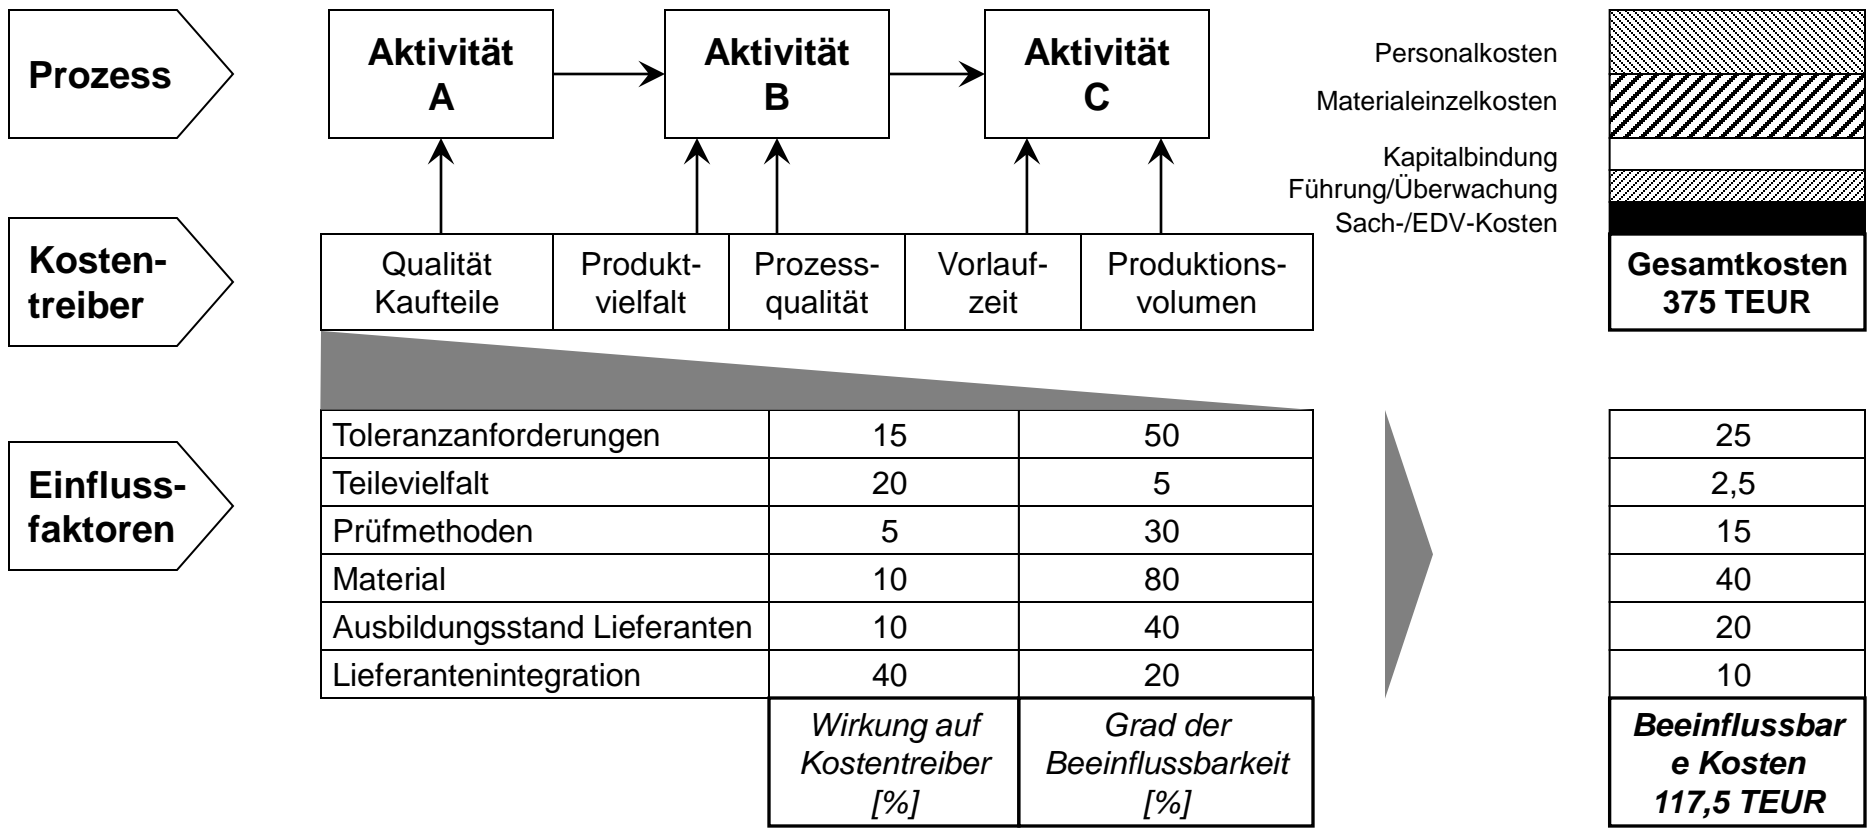 Prozess
Aktivität
A
Aktivität
B
Aktivität
C
Personalkosten
Materialeinzelkosten
Kapitalbindung
Führung/Überwachung
Sach-/EDV-Kosten
Kosten-
treiber
Qualität
Kaufteile
Produkt-
vielfalt
Prozess-
qualität
Vorlauf-
zeit
Produktions-
volumen
Gesamtkosten
375 TEUR
Einfluss-
faktoren
Toleranzanforderungen 15 50 25
Teilevielfalt 20 5 2,5
Prüfmethoden 5 30 15
Material 10 80 40
Ausbildungsstand Lieferanten 10 40 20
Lieferantenintegration 40 20 10
Wirkung auf
Kostentreiber
[%]
Grad der
Beeinflussbarkeit
[%]
Beeinflussbar
e Kosten
117,5 TEUR